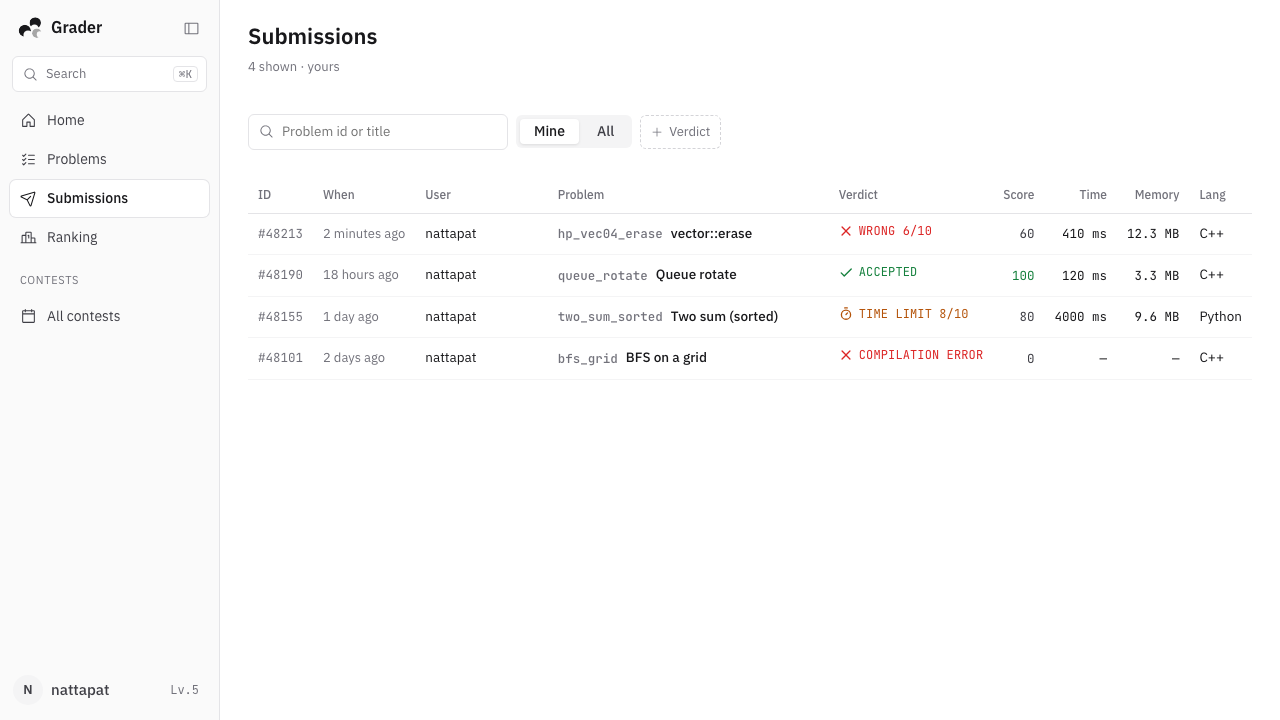 Grader
Search ⌘K
Home
Problems
Submissions
Ranking
CONTESTS
All contests
N nattapat Lv.5
Submissions
4 shown · yours
Problem id or title Mine All + Verdict
ID When User Problem Verdict Score Time Memory Lang
#48213 2 minutes ago nattapat hp_vec04_erase vector::erase WRONG 6/10 60 410 ms 12.3 MB C++
#48190 18 hours ago nattapat queue_rotate Queue rotate ACCEPTED 100 120 ms 3.3 MB C++
#48155 1 day ago nattapat two_sum_sorted Two sum (sorted) TIME LIMIT 8/10 80 4000 ms 9.6 MB Python
#48101 2 days ago nattapat bfs_grid BFS on a grid COMPILATION ERROR 0 — — C++